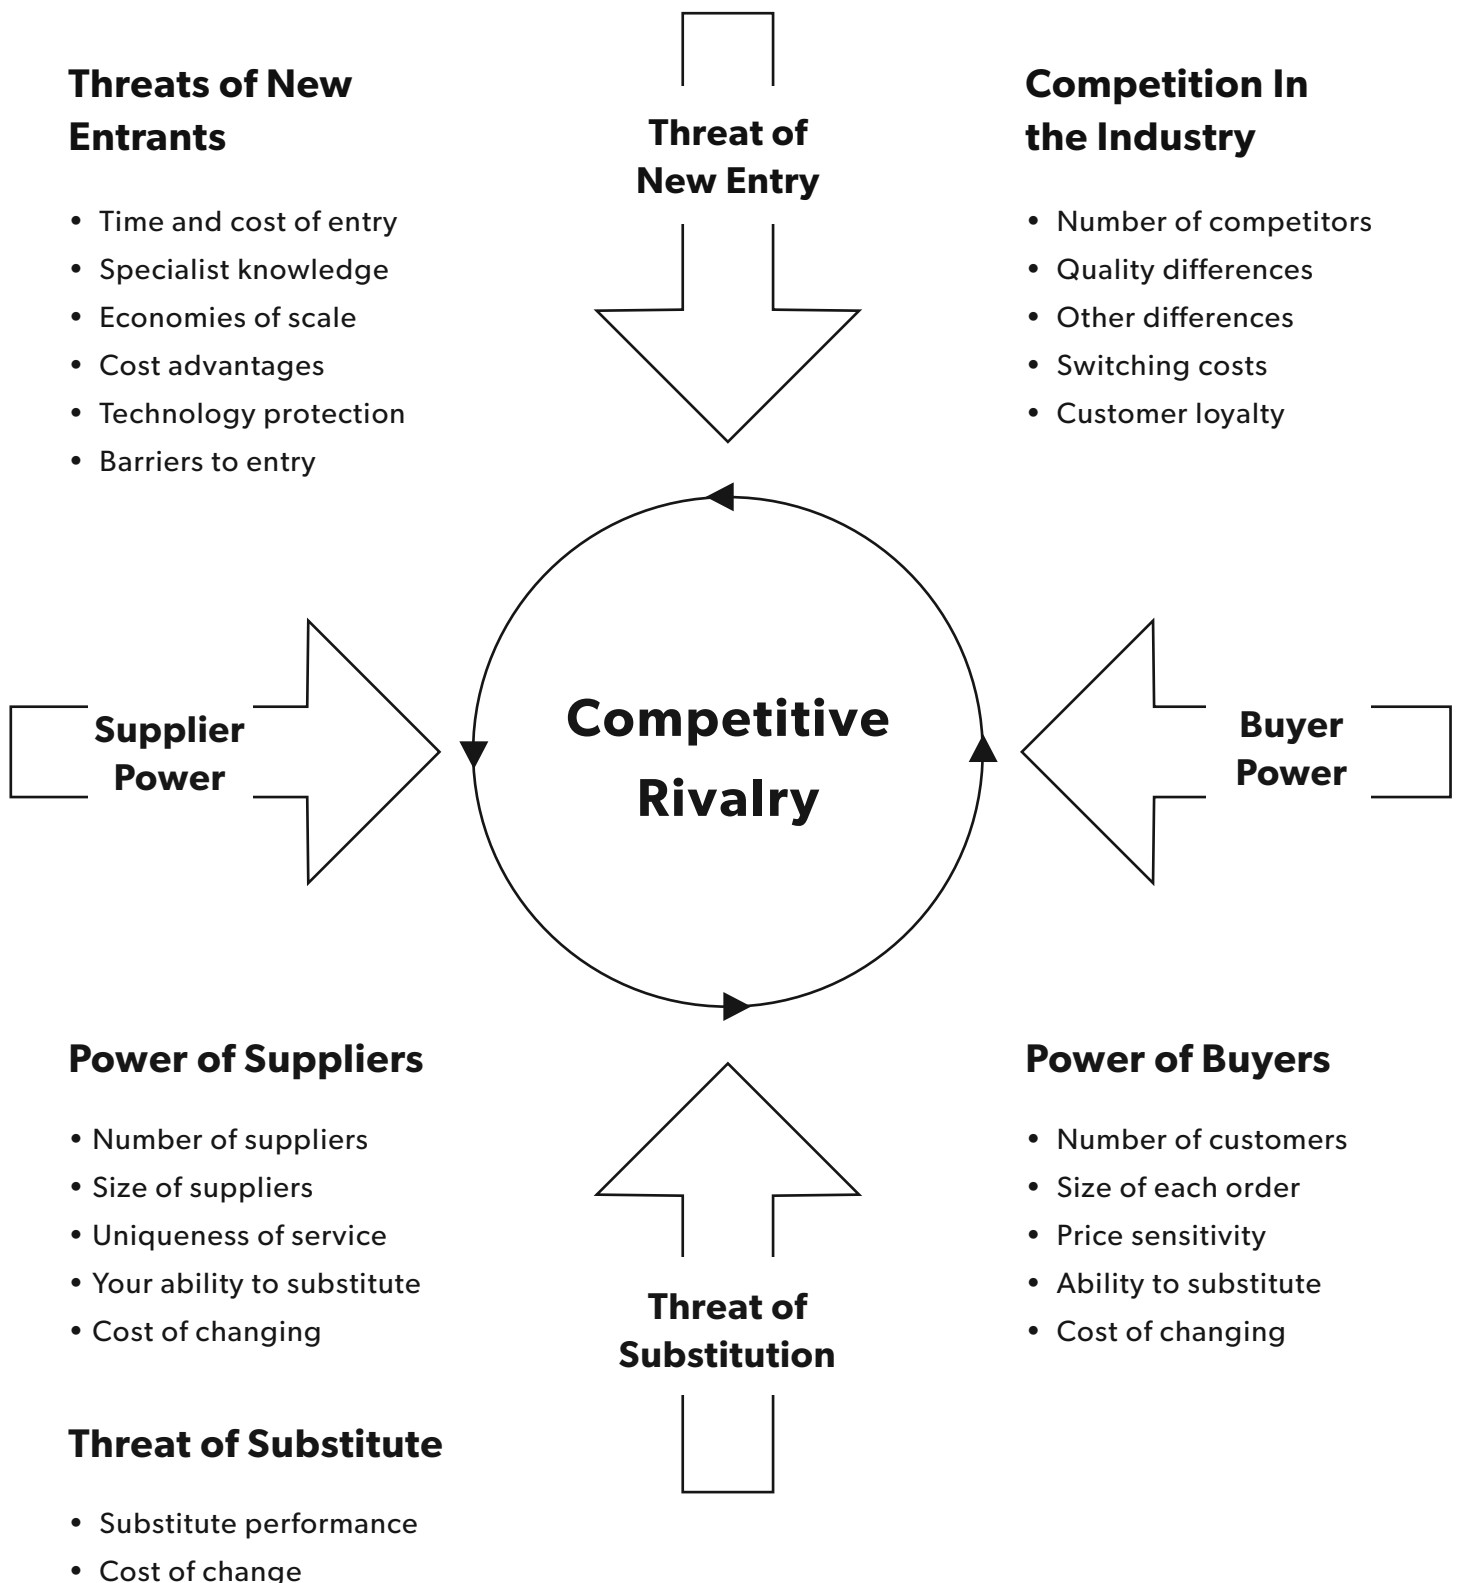 Threats of New
Entrants
• Time and cost of entry
• Specialist knowledge
• Economies of scale
• Cost advantages
• Technology protection
• Barriers to entry
Threat of
New Entry
Competition In
the Industry
• Number of competitors
• Quality differences
• Other differences
• Switching costs
• Customer loyalty
Supplier
Power
Competitive
Rivalry
Buyer
Power
Power of Suppliers
• Number of suppliers
• Size of suppliers
• Uniqueness of service
• Your ability to substitute
• Cost of changing
Threat of
Substitution
Power of Buyers
• Number of customers
• Size of each order
• Price sensitivity
• Ability to substitute
• Cost of changing
Threat of Substitute
• Substitute performance
• Cost of change